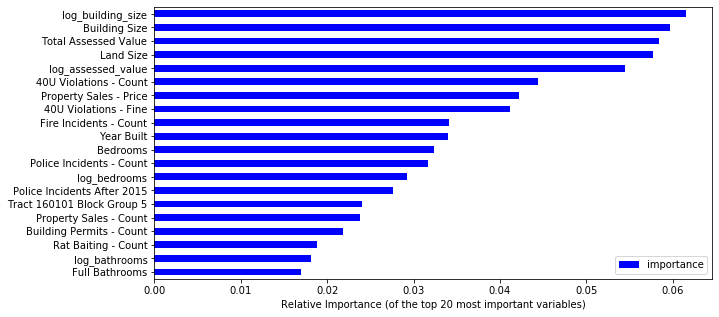 log_building_size
Building Size
Total Assessed Value
Land Size
log_assessed_value
40U Violations - Count
Property Sales - Price
40U Violations - Fine
Fire Incidents - Count
Year Built
Bedrooms
Police Incidents - Count
log_bedrooms
Police Incidents After 2015
Tract 160101 Block Group 5
Property Sales - Count
Building Permits - Count
Rat Baiting - Count
log_bathrooms
Full Bathrooms
importance
0.00 0.01 0.02 0.03 0.04 0.05 0.06
Relative Importance (of the top 20 most important variables)